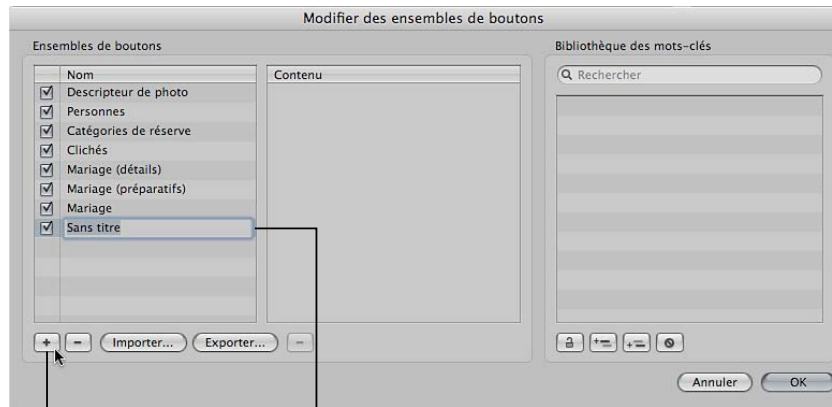 Modifier des ensembles de boutons
Ensembles de boutons
Nom
Contenu
Descripteur de photo
Personnes
Catégories de réserve
Clichés
Mariage (détails)
Mariage (préparatifs)
Mariage
Sans titre
Importer...
Exporter...
Bibliothèque des mots-clés
Rechercher
Annuler
OK